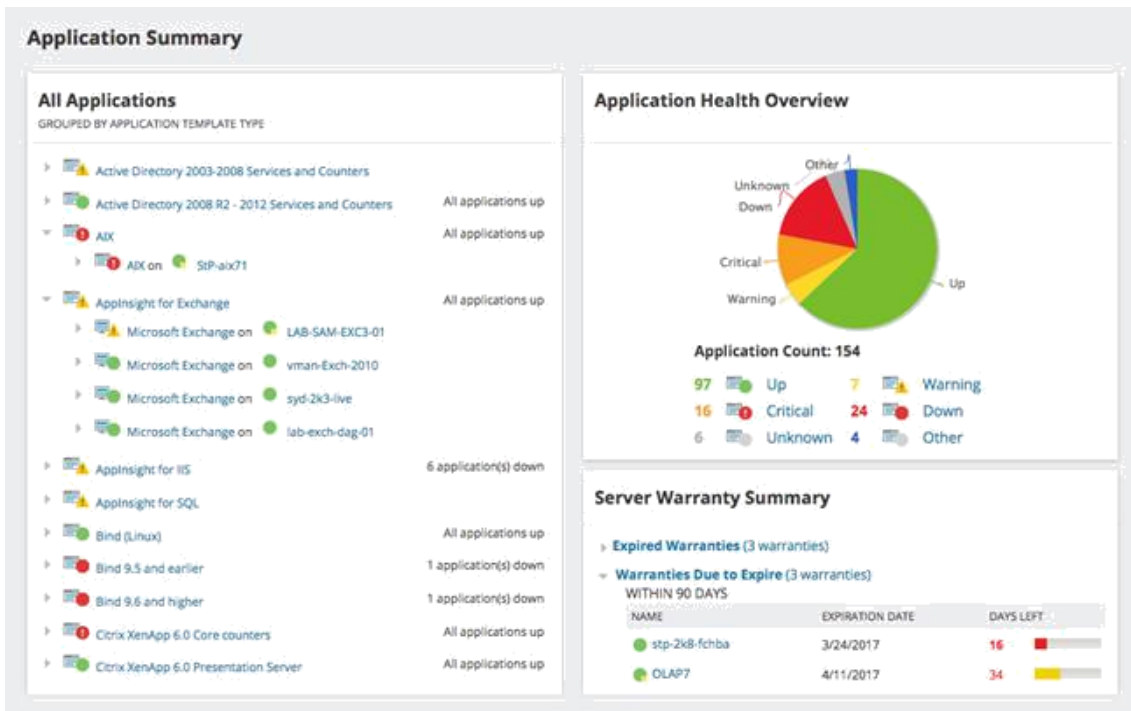 Application Summary
All Applications
GROUPED BY APPLICATION TEMPLATE TYPE
Active Directory 2003-2008 Services and Counters
Active Directory 2008 R2 - 2012 Services and Counters All applications up
AIX All applications up
AIX on StP-aix71
AppInsight for Exchange All applications up
Microsoft Exchange on LAB-SAM-EXC3-01
Microsoft Exchange on vman-Exch-2010
Microsoft Exchange on syd-2k3-live
Microsoft Exchange on lab-exch-dag-01
AppInsight for IIS 6 application(s) down
AppInsight for SQL
Bind (Linux) All applications up
Bind 9.5 and earlier 1 application(s) down
Bind 9.6 and higher 1 application(s) down
Citrix XenApp 6.0 Core counters All applications up
Citrix XenApp 6.0 Presentation Server All applications up
Application Health Overview
Other
Unknown
Down
Critical
Warning
Up
Application Count: 154
97 Up 7 Warning
16 Critical 24 Down
6 Unknown 4 Other
Server Warranty Summary
Expired Warranties (3 warranties)
Warranties Due to Expire (3 warranties)
WITHIN 90 DAYS
NAME EXPIRATION DATE DAYS LEFT
stp-2k8-fchba 3/24/2017 16
OLAP7 4/11/2017 34